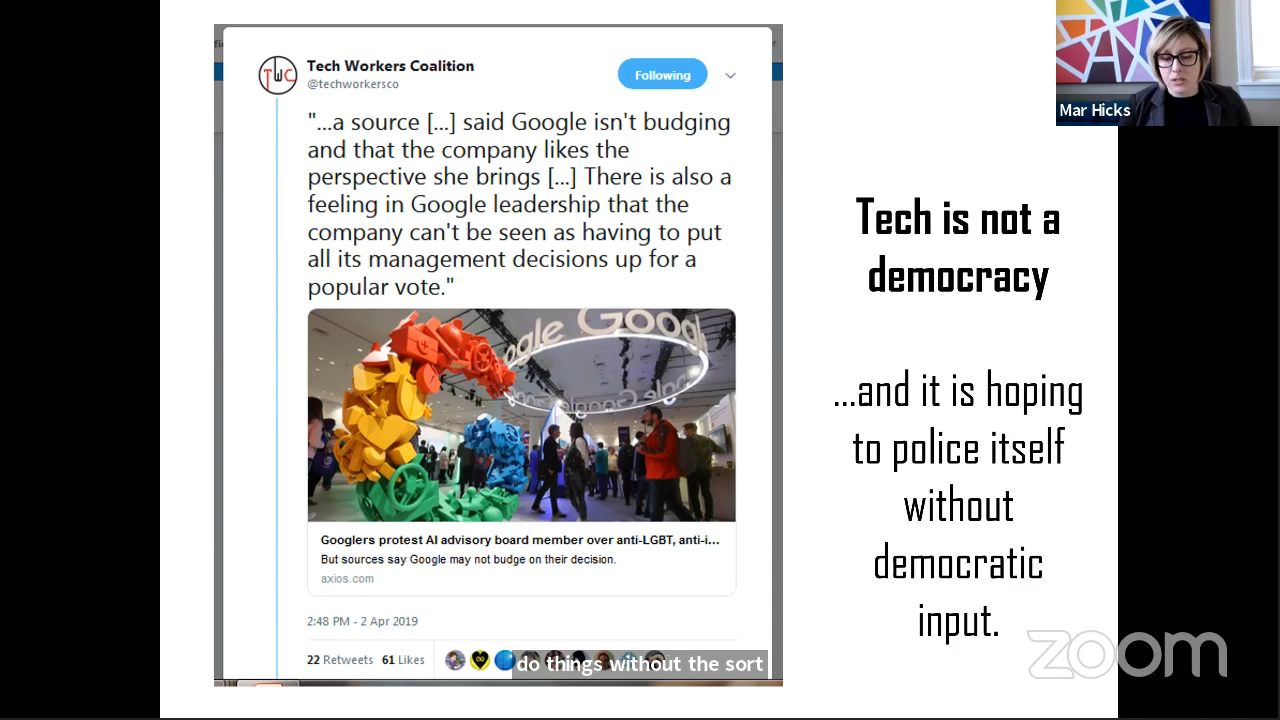 TWC
Tech Workers Coalition
@techworkersco
Following
"...a source [...] said Google isn't budging
and that the company likes the
perspective she brings [...] There is also a
feeling in Google leadership that the
company can't be seen as having to put
all its management decisions up for a
popular vote."
Google Googl
Googlers protest AI advisory board member over anti-LGBT, anti-i...
But sources say Google may not budge on their decision.
axios.com
2:48 PM - 2 Apr 2019
22 Retweets 61 Likes
do things without the sort
Mar Hicks
Tech is not a
democracy
...and it is hoping
to police itself
without
democratic
input.
zoom